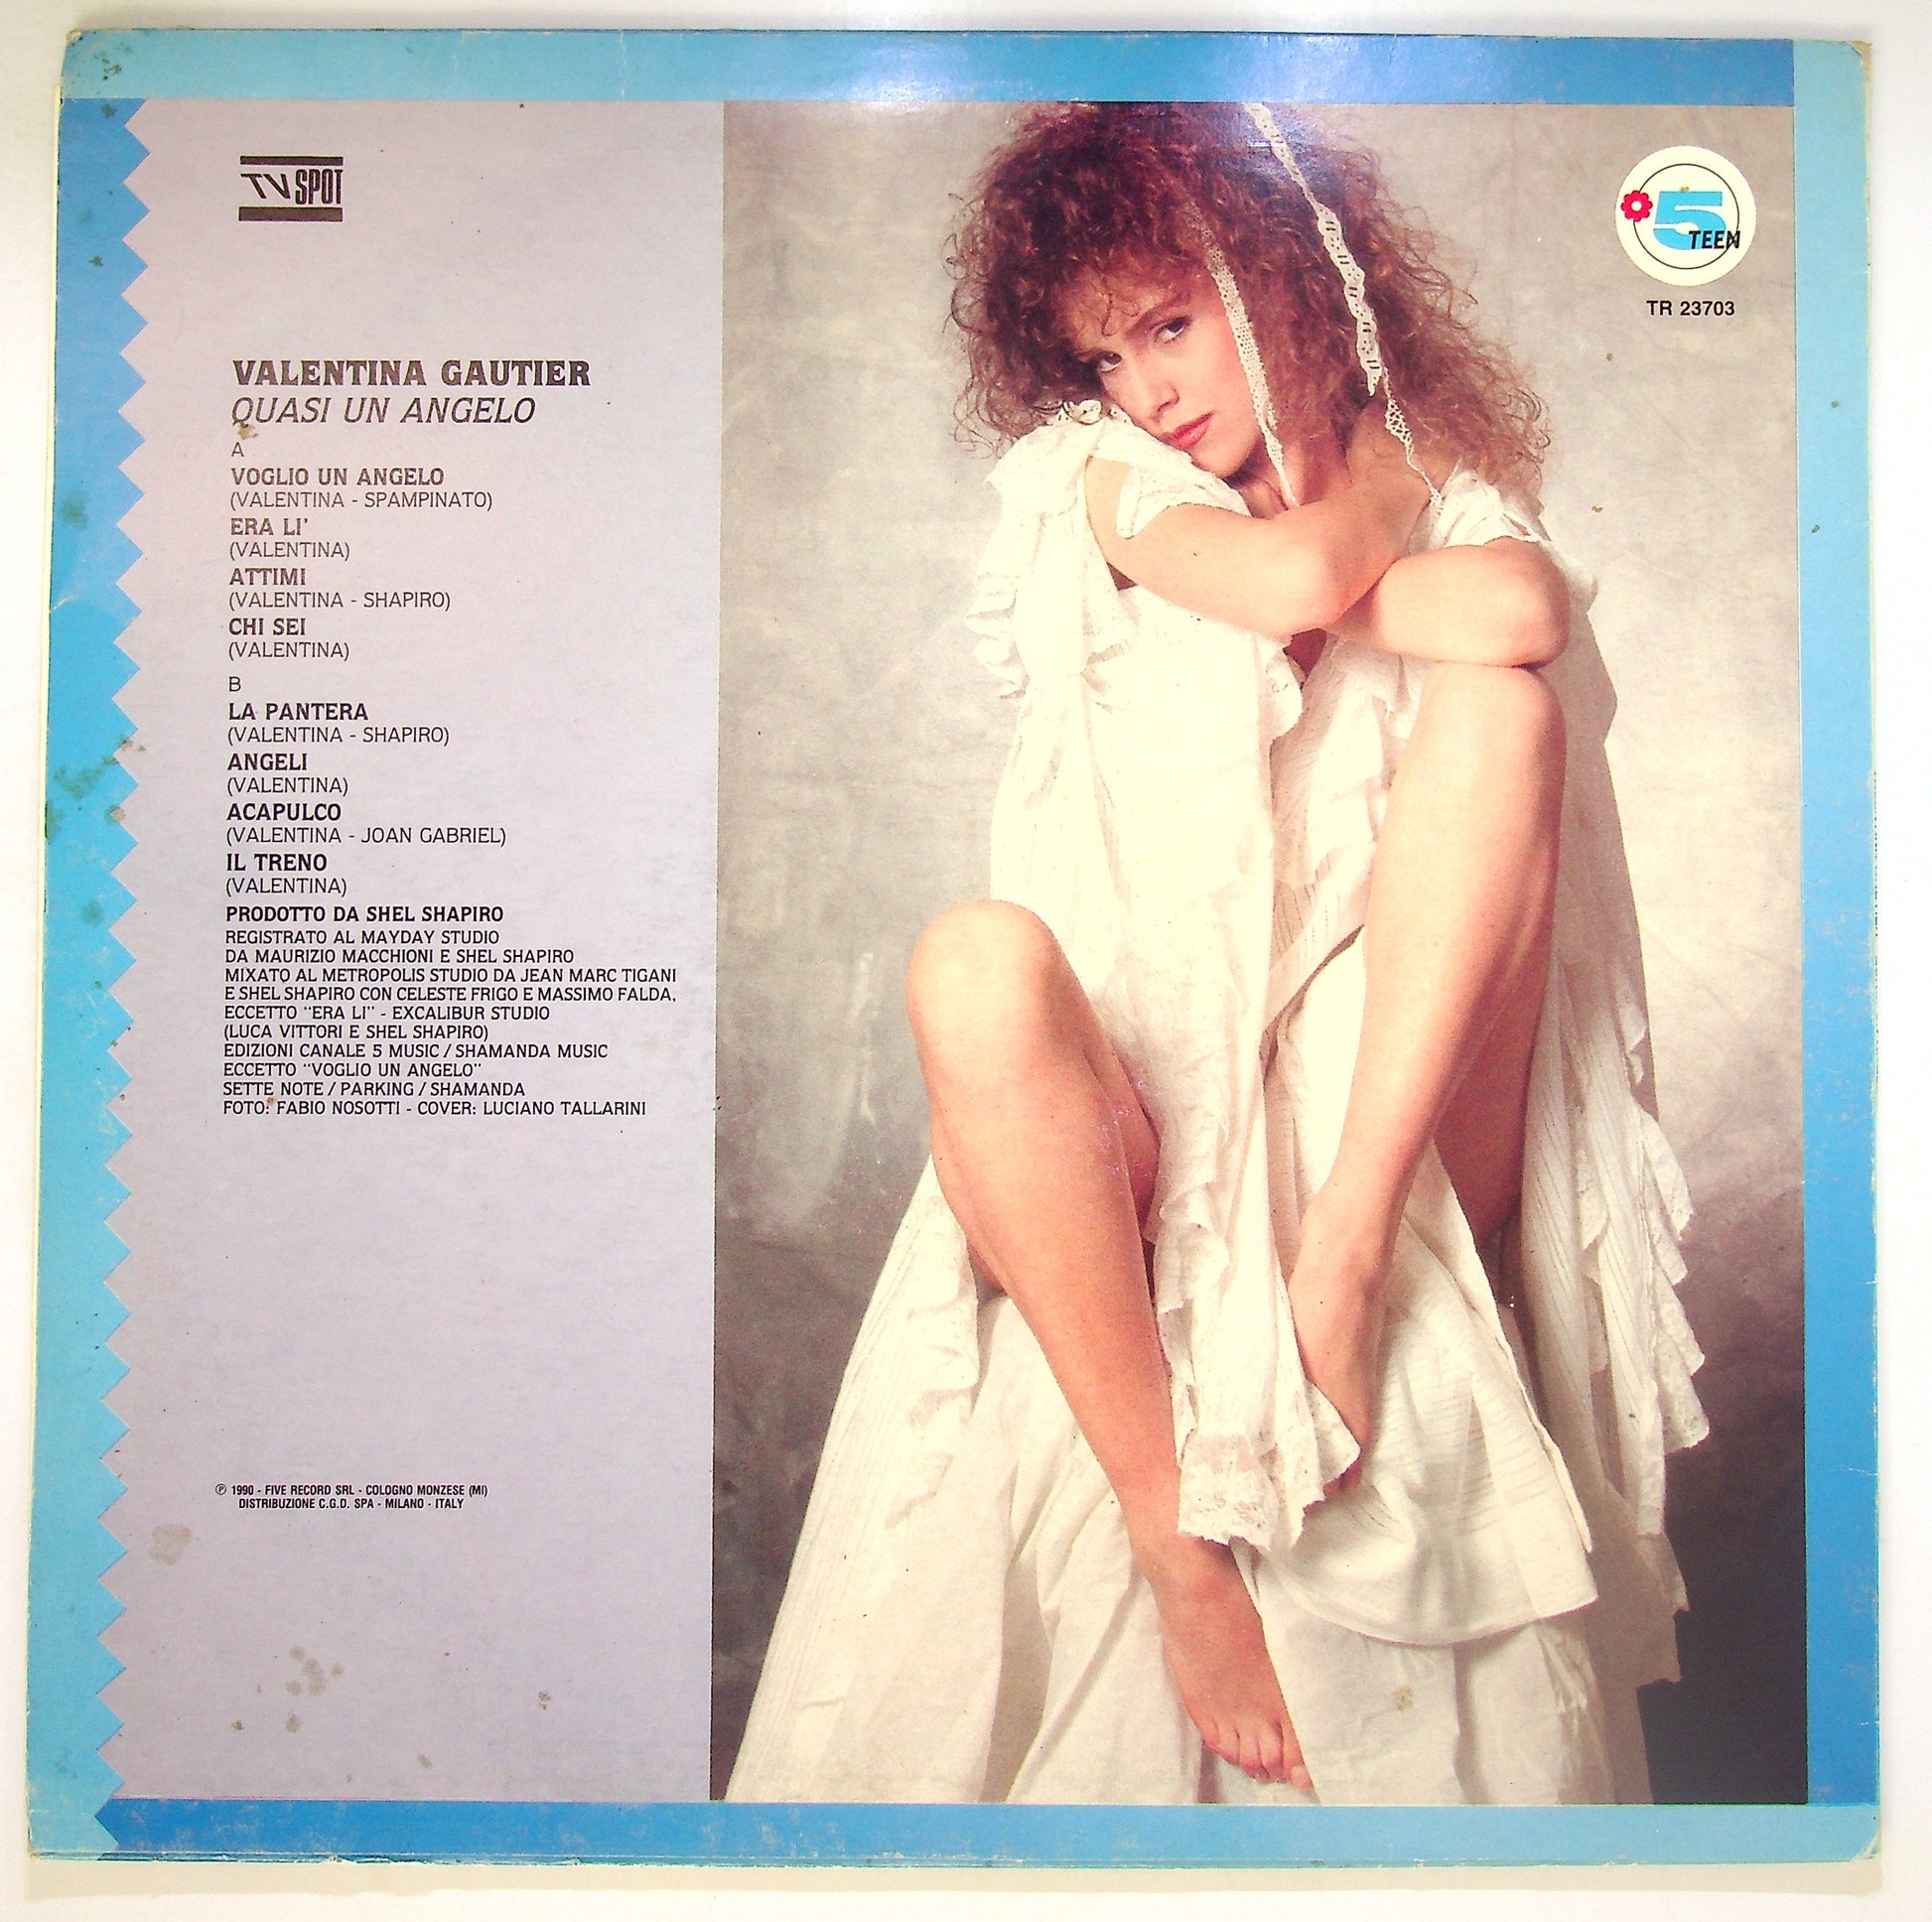 TV SPOT
5
TEEN
TR 23703
VALENTINA GAUTIER
QUASI UN ANGELO
A
VOGLIO UN ANGELO
(VALENTINA - SPAMPINATO)
ERA LI'
(VALENTINA)
ATTIMI
(VALENTINA - SHAPIRO)
CHI SEI
(VALENTINA)
B
LA PANTERA
(VALENTINA - SHAPIRO)
ANGELI
(VALENTINA)
ACAPULCO
(VALENTINA - JOAN GABRIEL)
IL TRENO
(VALENTINA)
PRODOTTO DA SHEL SHAPIRO
REGISTRATO AL MAYDAY STUDIO
DA MAURIZIO MACCHIONI E SHEL SHAPIRO
MIXATO AL METROPOLIS STUDIO DA JEAN MARC TIGANI
E SHEL SHAPIRO CON CELESTE FRIGO E MASSIMO FALDA,
ECCETTO "ERA LI" - EXCALIBUR STUDIO
(LUCA VITTORI E SHEL SHAPIRO)
EDIZIONI CANALE 5 MUSIC / SHAMANDA MUSIC
ECCETTO "VOGLIO UN ANGELO"
SETTE NOTE / PARKING / SHAMANDA
FOTO: FABIO NOSOTTI - COVER: LUCIANO TALLARINI
℗ 1990 - FIVE RECORD SRL - COLOGNO MONZESE (MI)
DISTRIBUZIONE C.G.D. SPA - MILANO - ITALY